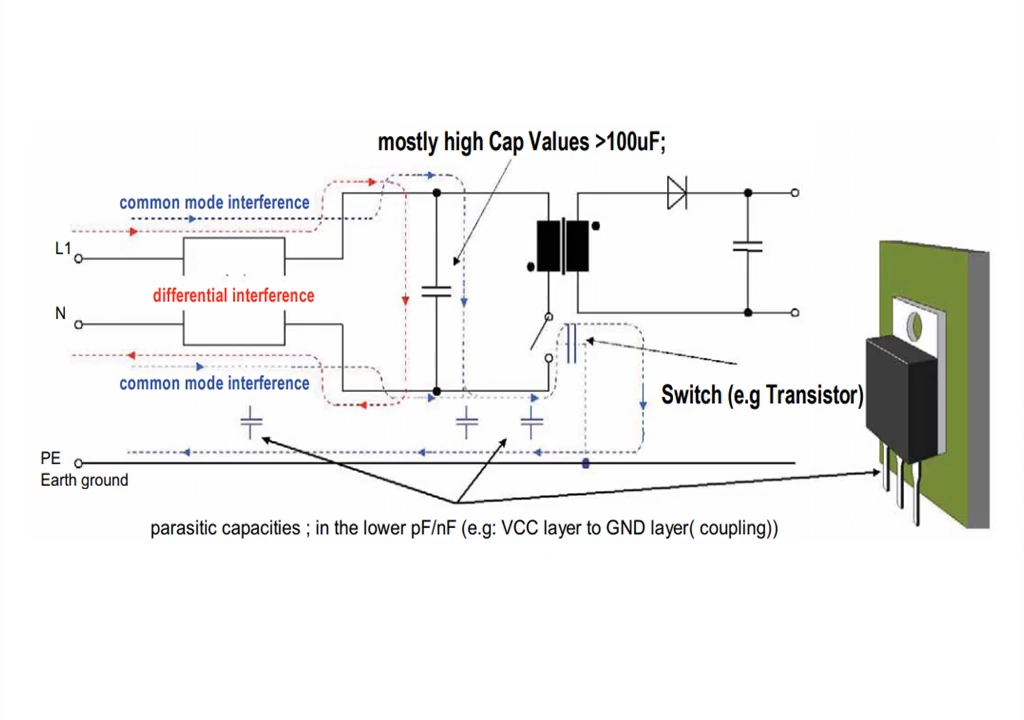 mostly high Cap Values >100uF;
common mode interference
L1
differential interference
N
common mode interference
Switch (e.g Transistor)
PE
Earth ground
parasitic capacities ; in the lower pF/nF (e.g: VCC layer to GND layer( coupling))